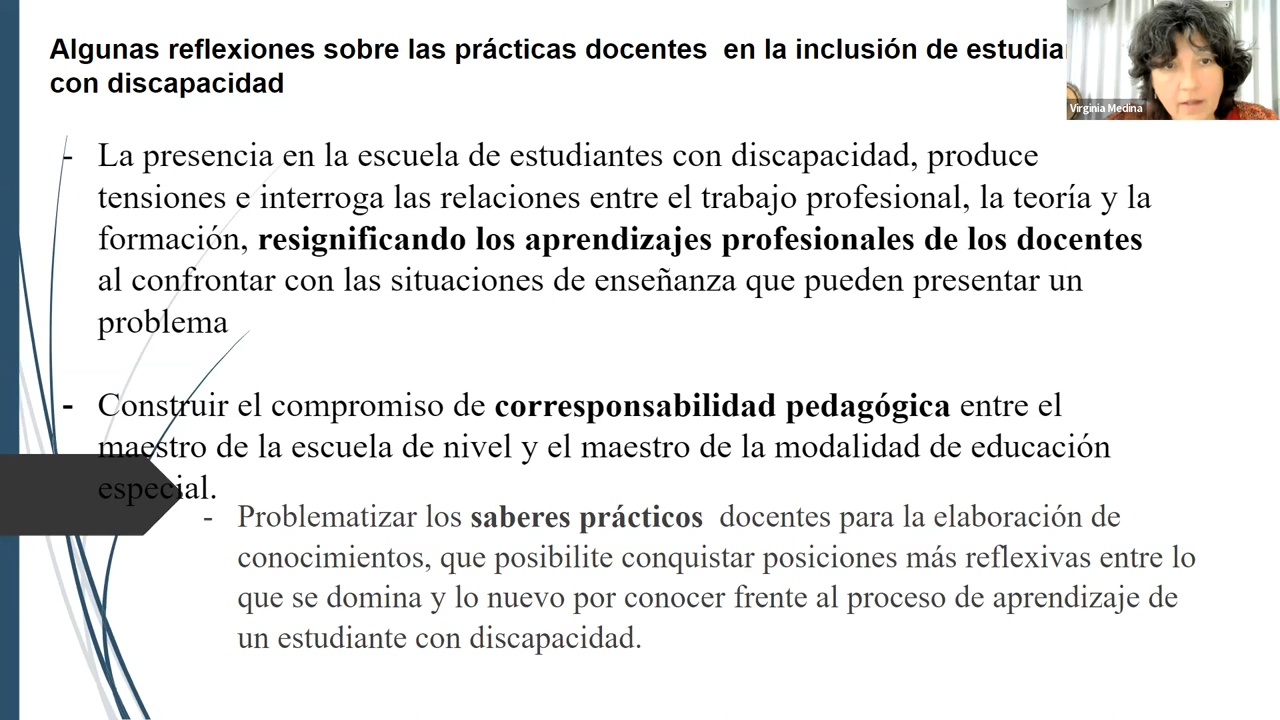 Algunas reflexiones sobre las prácticas docentes en la inclusión de
con discapacidad
Virginia Medina
- La presencia en la escuela de estudiantes con discapacidad, produce
tensiones e interroga las relaciones entre el trabajo profesional, la teoría y la
formación, resignificando los aprendizajes profesionales de los docentes
al confrontar con las situaciones de enseñanza que pueden presentar un
problema
- Construir el compromiso de corresponsabilidad pedagógica entre el
maestro de la escuela de nivel y el maestro de la modalidad de educación
especial.
- Problematizar los saberes prácticos docentes para la elaboración de
conocimientos, que posibilite conquistar posiciones más reflexivas entre lo
que se domina y lo nuevo por conocer frente al proceso de aprendizaje de
un estudiante con discapacidad.